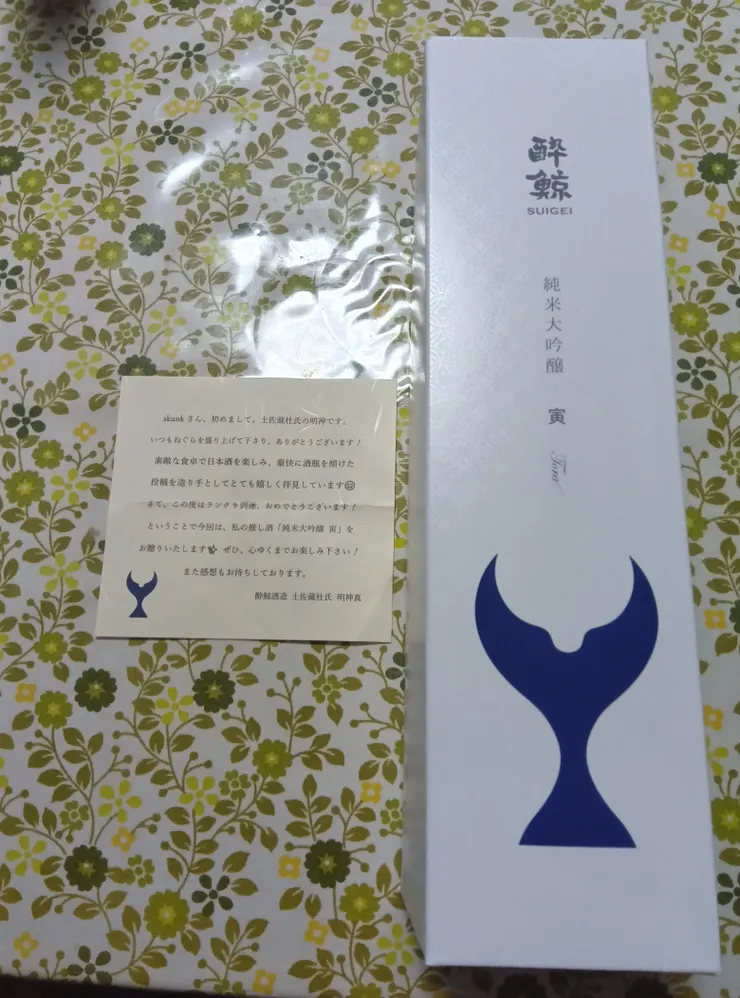 酔鯨
SUIGEI
純米大吟醸 寅 Tora
skunkさん、初めまして。土佐蔵杜氏の明神です。
いつもねぐらを盛り上げて下さり、ありがとうございます！
素敵な食卓で日本酒を楽しみ、豪快に酒瓶を傾けた
投稿を造り手としてとても嬉しく拝見しています😊
さて、この度はランク9到達、おめでとうございます！
ということで今回は、私の推し酒「純米大吟醸 寅」を
お贈りいたします🐋 ぜひ、心ゆくまでお楽しみ下さい！
また感想もお待ちしております。
酔鯨酒造 土佐蔵杜氏 明神真